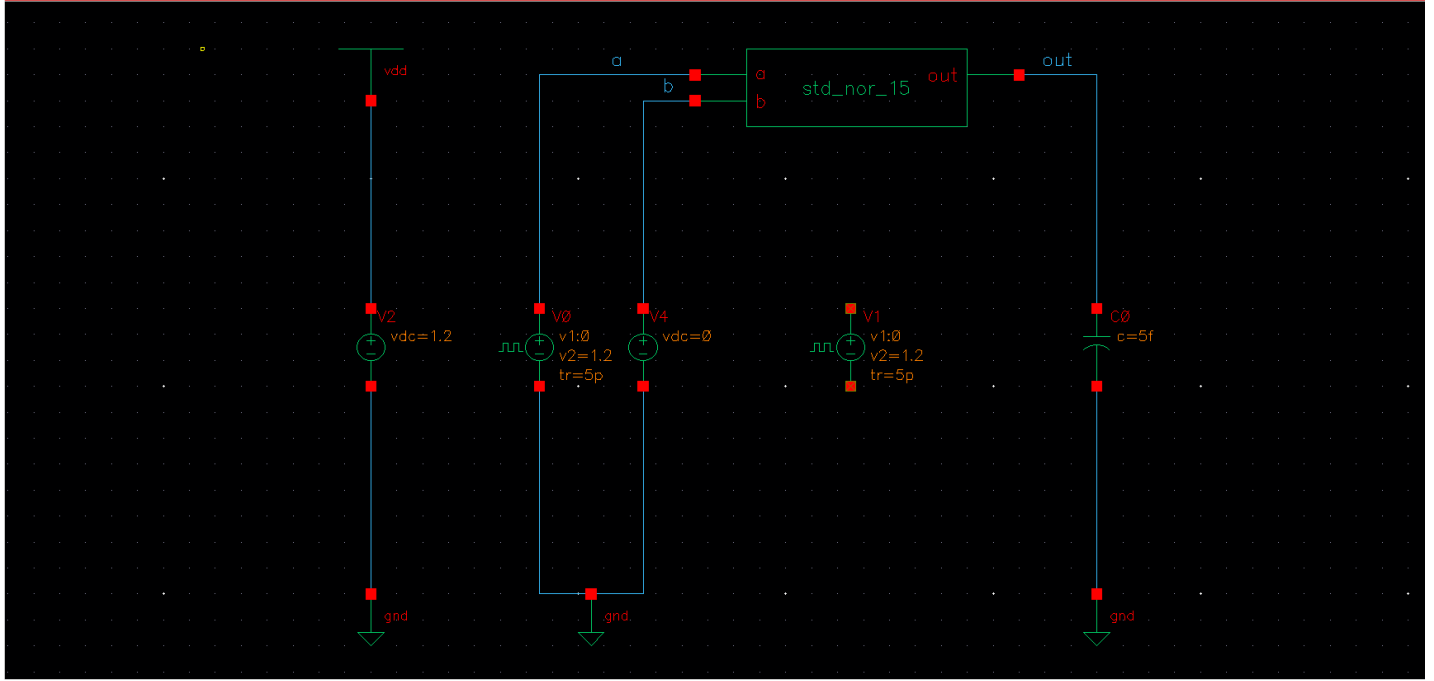 a
out
vdd
a
out
b
std_nor_15
b
V2
vdc=1.2
V0
v1:0
v2=1.2
tr=5p
V4
vdc=0
V1
v1:0
v2=1.2
tr=5p
C0
c=5f
gnd
gnd
gnd